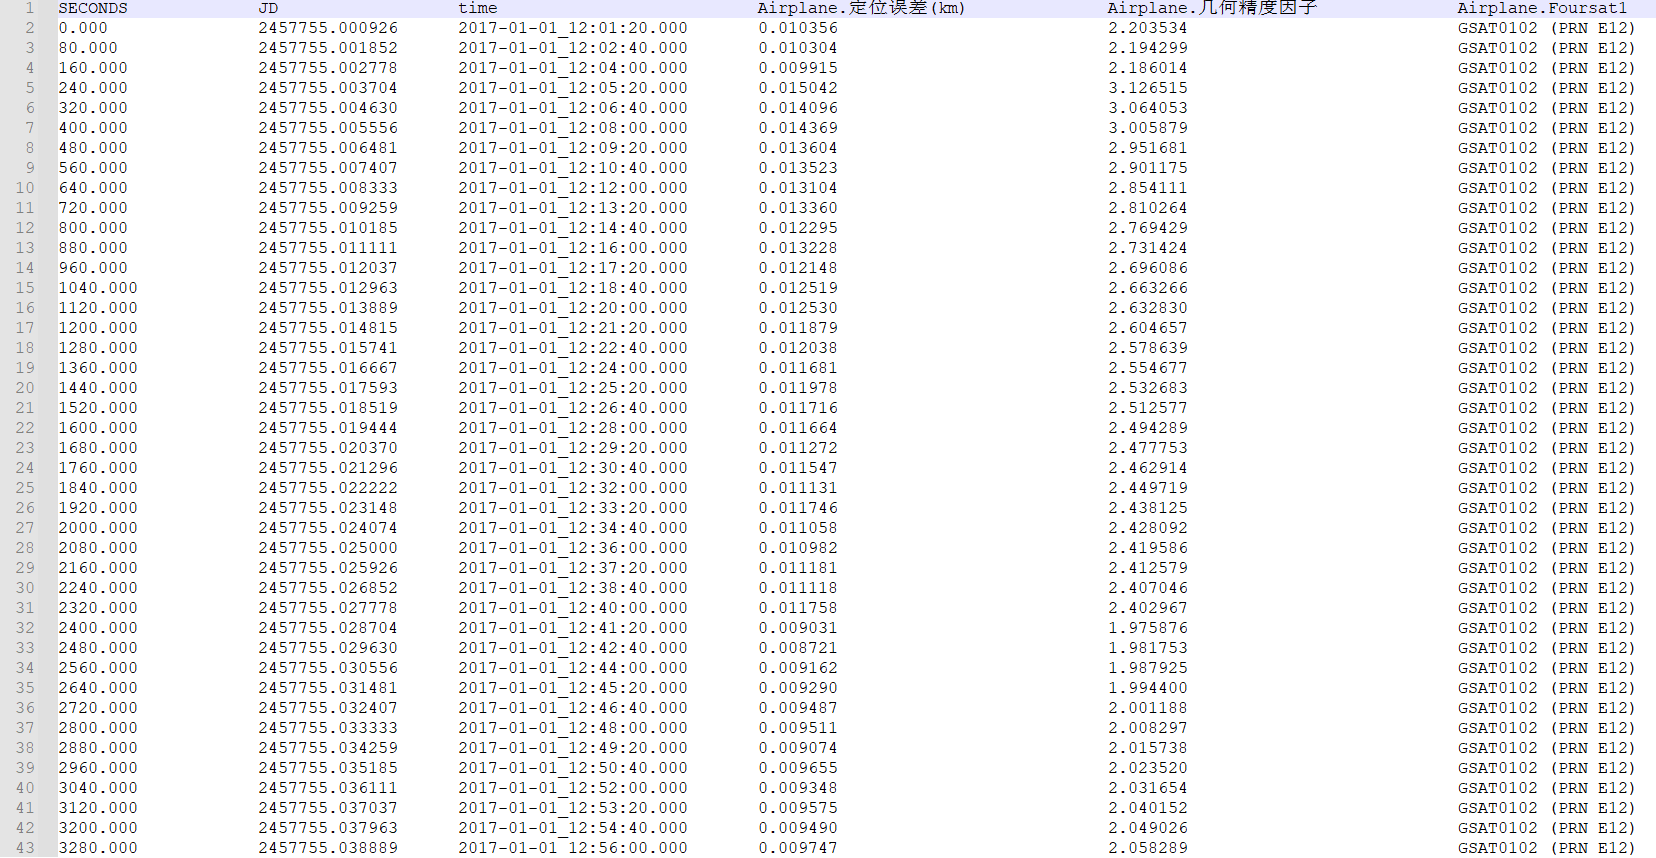 1 SECONDS JD time Airplane.定位误差(km) Airplane.几何精度因子 Airplane.Foursat1
2 0.000 2457755.000926 2017-01-01_12:01:20.000 0.010356 2.203534 GSAT0102 (PRN E12)
3 80.000 2457755.001852 2017-01-01_12:02:40.000 0.010304 2.194299 GSAT0102 (PRN E12)
4 160.000 2457755.002778 2017-01-01_12:04:00.000 0.009915 2.186014 GSAT0102 (PRN E12)
5 240.000 2457755.003704 2017-01-01_12:05:20.000 0.015042 3.126515 GSAT0102 (PRN E12)
6 320.000 2457755.004630 2017-01-01_12:06:40.000 0.014096 3.064053 GSAT0102 (PRN E12)
7 400.000 2457755.005556 2017-01-01_12:08:00.000 0.014369 3.005879 GSAT0102 (PRN E12)
8 480.000 2457755.006481 2017-01-01_12:09:20.000 0.013604 2.951681 GSAT0102 (PRN E12)
9 560.000 2457755.007407 2017-01-01_12:10:40.000 0.013523 2.901175 GSAT0102 (PRN E12)
10 640.000 2457755.008333 2017-01-01_12:12:00.000 0.013104 2.854111 GSAT0102 (PRN E12)
11 720.000 2457755.009259 2017-01-01_12:13:20.000 0.013360 2.810264 GSAT0102 (PRN E12)
12 800.000 2457755.010185 2017-01-01_12:14:40.000 0.012295 2.769429 GSAT0102 (PRN E12)
13 880.000 2457755.011111 2017-01-01_12:16:00.000 0.013228 2.731424 GSAT0102 (PRN E12)
14 960.000 2457755.012037 2017-01-01_12:17:20.000 0.012148 2.696086 GSAT0102 (PRN E12)
15 1040.000 2457755.012963 2017-01-01_12:18:40.000 0.012519 2.663266 GSAT0102 (PRN E12)
16 1120.000 2457755.013889 2017-01-01_12:20:00.000 0.012530 2.632830 GSAT0102 (PRN E12)
17 1200.000 2457755.014815 2017-01-01_12:21:20.000 0.011879 2.604657 GSAT0102 (PRN E12)
18 1280.000 2457755.015741 2017-01-01_12:22:40.000 0.012038 2.578639 GSAT0102 (PRN E12)
19 1360.000 2457755.016667 2017-01-01_12:24:00.000 0.011681 2.554677 GSAT0102 (PRN E12)
20 1440.000 2457755.017593 2017-01-01_12:25:20.000 0.011978 2.532683 GSAT0102 (PRN E12)
21 1520.000 2457755.018519 2017-01-01_12:26:40.000 0.011716 2.512577 GSAT0102 (PRN E12)
22 1600.000 2457755.019444 2017-01-01_12:28:00.000 0.011664 2.494289 GSAT0102 (PRN E12)
23 1680.000 2457755.020370 2017-01-01_12:29:20.000 0.011272 2.477753 GSAT0102 (PRN E12)
24 1760.000 2457755.021296 2017-01-01_12:30:40.000 0.011547 2.462914 GSAT0102 (PRN E12)
25 1840.000 2457755.022222 2017-01-01_12:32:00.000 0.011131 2.449719 GSAT0102 (PRN E12)
26 1920.000 2457755.023148 2017-01-01_12:33:20.000 0.011746 2.438125 GSAT0102 (PRN E12)
27 2000.000 2457755.024074 2017-01-01_12:34:40.000 0.011058 2.428092 GSAT0102 (PRN E12)
28 2080.000 2457755.025000 2017-01-01_12:36:00.000 0.010982 2.419586 GSAT0102 (PRN E12)
29 2160.000 2457755.025926 2017-01-01_12:37:20.000 0.011181 2.412579 GSAT0102 (PRN E12)
30 2240.000 2457755.026852 2017-01-01_12:38:40.000 0.011118 2.407046 GSAT0102 (PRN E12)
31 2320.000 2457755.027778 2017-01-01_12:40:00.000 0.011758 2.402967 GSAT0102 (PRN E12)
32 2400.000 2457755.028704 2017-01-01_12:41:20.000 0.009031 1.975876 GSAT0102 (PRN E12)
33 2480.000 2457755.029630 2017-01-01_12:42:40.000 0.008721 1.981753 GSAT0102 (PRN E12)
34 2560.000 2457755.030556 2017-01-01_12:44:00.000 0.009162 1.987925 GSAT0102 (PRN E12)
35 2640.000 2457755.031481 2017-01-01_12:45:20.000 0.009290 1.994400 GSAT0102 (PRN E12)
36 2720.000 2457755.032407 2017-01-01_12:46:40.000 0.009487 2.001188 GSAT0102 (PRN E12)
37 2800.000 2457755.033333 2017-01-01_12:48:00.000 0.009511 2.008297 GSAT0102 (PRN E12)
38 2880.000 2457755.034259 2017-01-01_12:49:20.000 0.009074 2.015738 GSAT0102 (PRN E12)
39 2960.000 2457755.035185 2017-01-01_12:50:40.000 0.009655 2.023520 GSAT0102 (PRN E12)
40 3040.000 2457755.036111 2017-01-01_12:52:00.000 0.009348 2.031654 GSAT0102 (PRN E12)
41 3120.000 2457755.037037 2017-01-01_12:53:20.000 0.009575 2.040152 GSAT0102 (PRN E12)
42 3200.000 2457755.037963 2017-01-01_12:54:40.000 0.009490 2.049026 GSAT0102 (PRN E12)
43 3280.000 2457755.038889 2017-01-01_12:56:00.000 0.009747 2.058289 GSAT0102 (PRN E12)